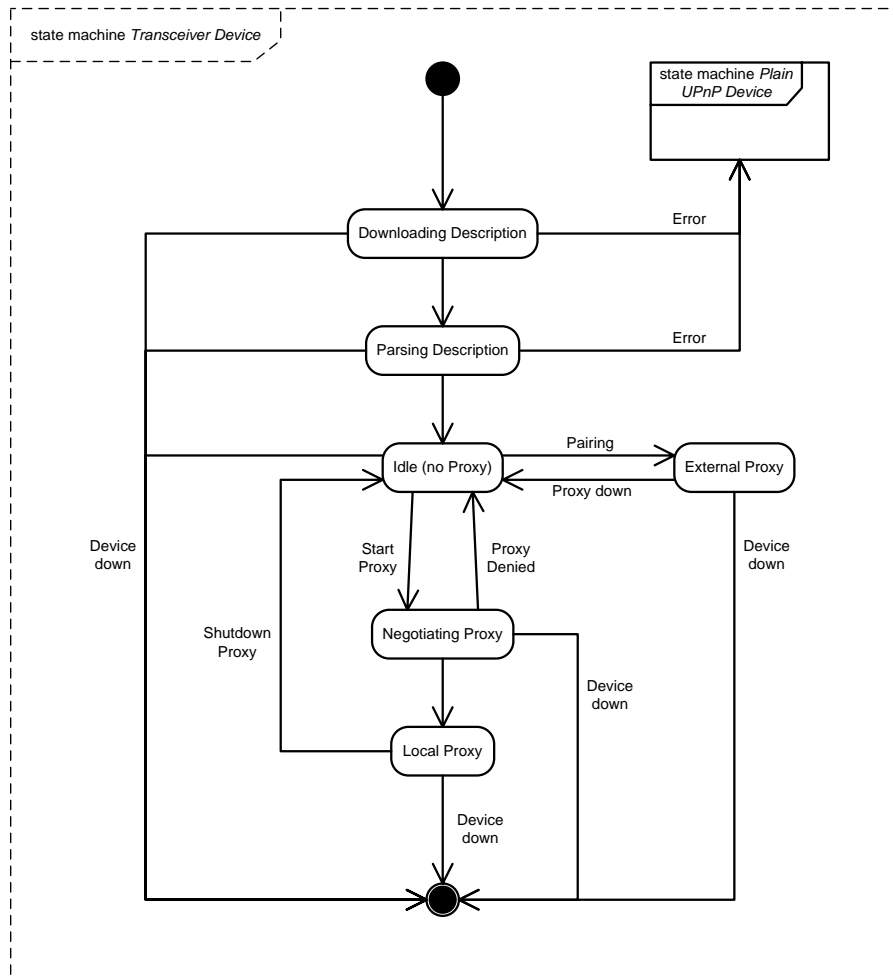 state machine Transceiver Device
state machine Plain
UPnP Device
Downloading Description
Error
Parsing Description
Error
Idle (no Proxy)
Pairing
External Proxy
Proxy down
Device
down
Start
Proxy
Proxy
Denied
Device
down
Shutdown
Proxy
Negotiating Proxy
Device
down
Local Proxy
Device
down